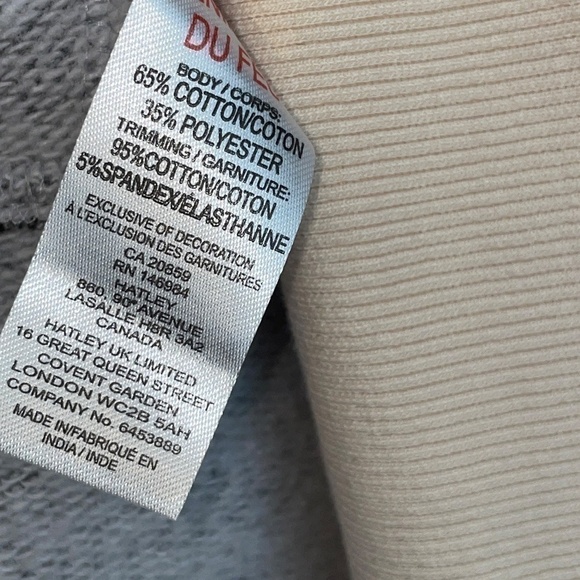 DU
BODY / CORPS:
65% COTTON/COTON
35% POLYESTER
TRIMMING / GARNITURE:
95%COTTON/COTON
5%SPANDEX/ELASTHANNE
EXCLUSIVE OF DECORATION
À L'EXCLUSION DES GARNITURES
CA 20859
RN 146984
HATLEY
860, 90e AVENUE
LASALLE H8R 3A2
CANADA
HATLEY UK LIMITED
16 GREAT QUEEN STREET
COVENT GARDEN
LONDON WC2B 5AH
COMPANY No. 6453889
MADE IN/FABRIQUÉ EN
INDIA / INDE